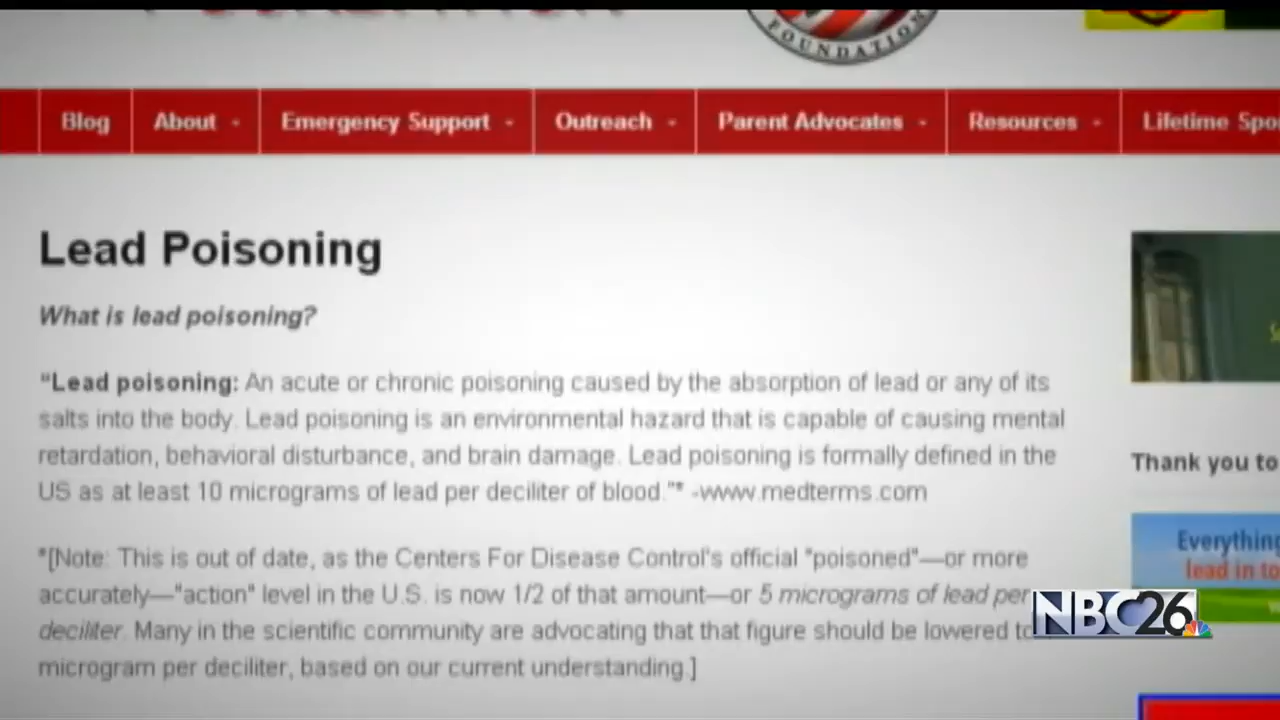 FOUNDATION
Blog About Emergency Support Outreach Parent Advocates Resources Lifetime Spo
Lead Poisoning
What is lead poisoning?
"Lead poisoning: An acute or chronic poisoning caused by the absorption of lead or any of its
salts into the body. Lead poisoning is an environmental hazard that is capable of causing mental
retardation, behavioral disturbance, and brain damage. Lead poisoning is formally defined in the
US as at least 10 micrograms of lead per deciliter of blood."* -www.medterms.com
*[Note: This is out of date, as the Centers For Disease Control's official "poisoned"—or more
accurately—"action" level in the U.S. is now 1/2 of that amount—or 5 micrograms of lead per
deciliter. Many in the scientific community are advocating that that figure should be lowered to
microgram per deciliter, based on our current understanding.]
Thank you to
Everything
lead in to
NBC26